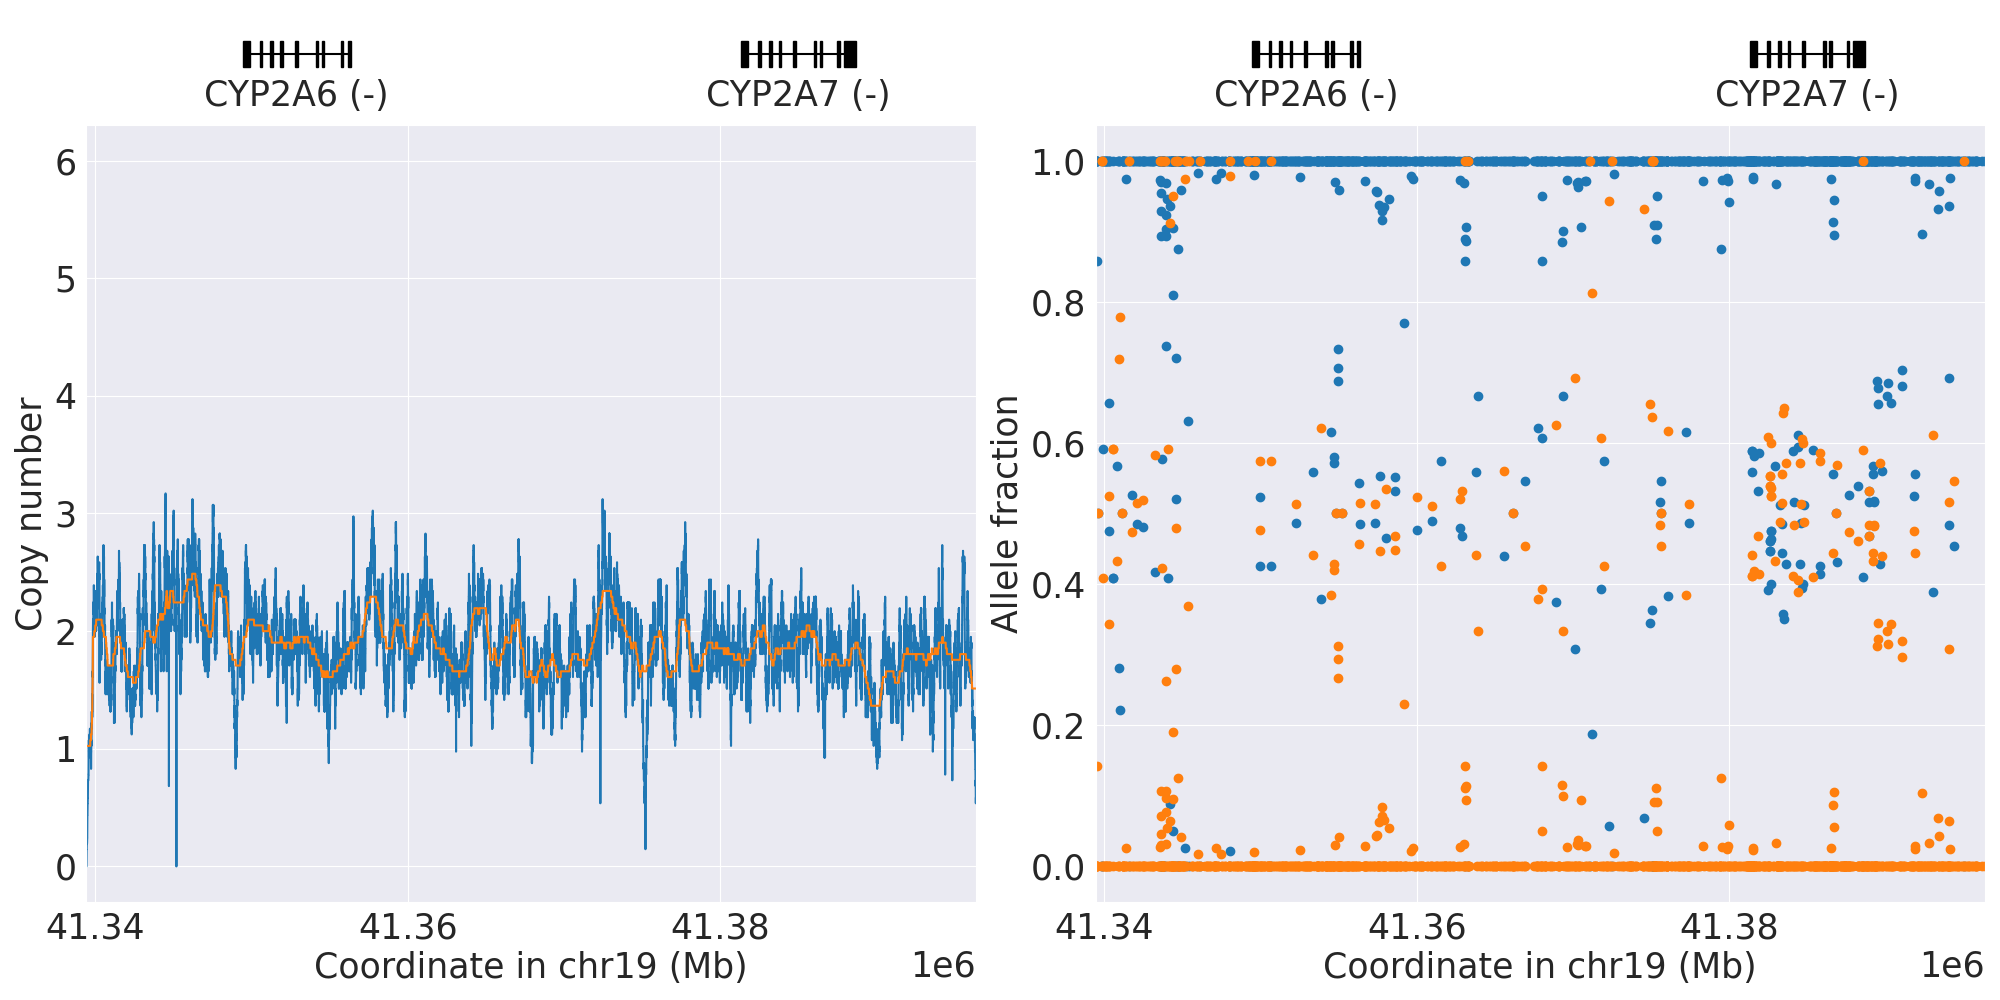 CYP2A6 (-)
CYP2A7 (-)
6
5
4
3
2
1
0
Copy number
41.34
41.36
41.38
Coordinate in chr19 (Mb)
1e6
CYP2A6 (-)
CYP2A7 (-)
1.0
0.8
0.6
0.4
0.2
0.0
Allele fraction
41.34
41.36
41.38
Coordinate in chr19 (Mb)
1e6